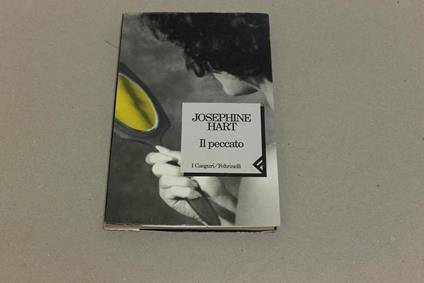 JOSEPHINE
HART
Il peccato
I Canguri/Feltrinelli